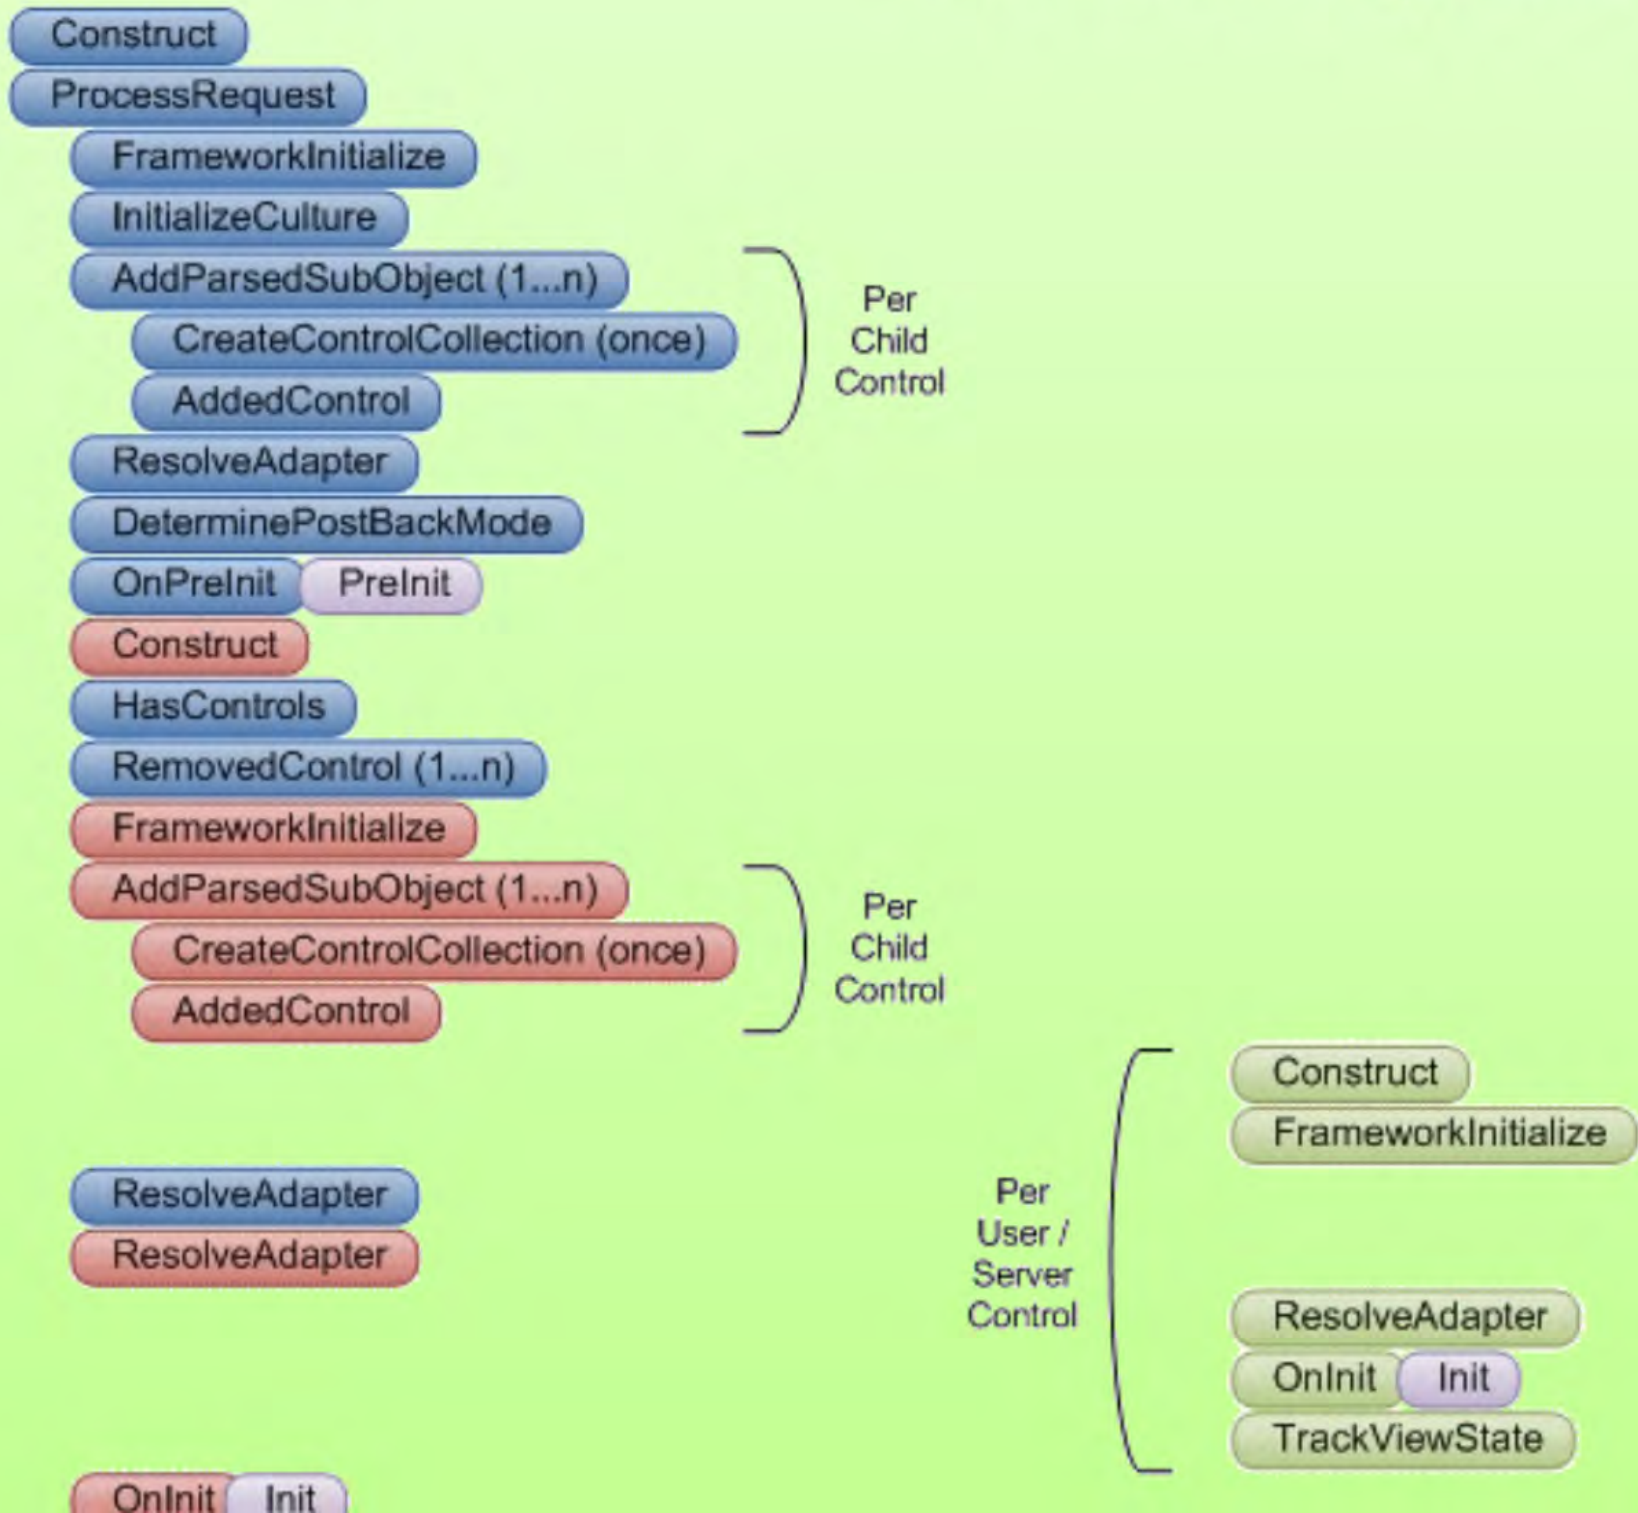 Construct
ProcessRequest
FrameworkInitialize
InitializeCulture
AddParsedSubObject (1...n)
CreateControlCollection (once)
AddedControl
Per
Child
Control
ResolveAdapter
DeterminePostBackMode
OnPreInit PreInit
Construct
HasControls
RemovedControl (1...n)
FrameworkInitialize
AddParsedSubObject (1...n)
CreateControlCollection (once)
AddedControl
Per
Child
Control
Construct
FrameworkInitialize
ResolveAdapter
ResolveAdapter
Per
User /
Server
Control
ResolveAdapter
OnInit Init
TrackViewState
OnInit Init